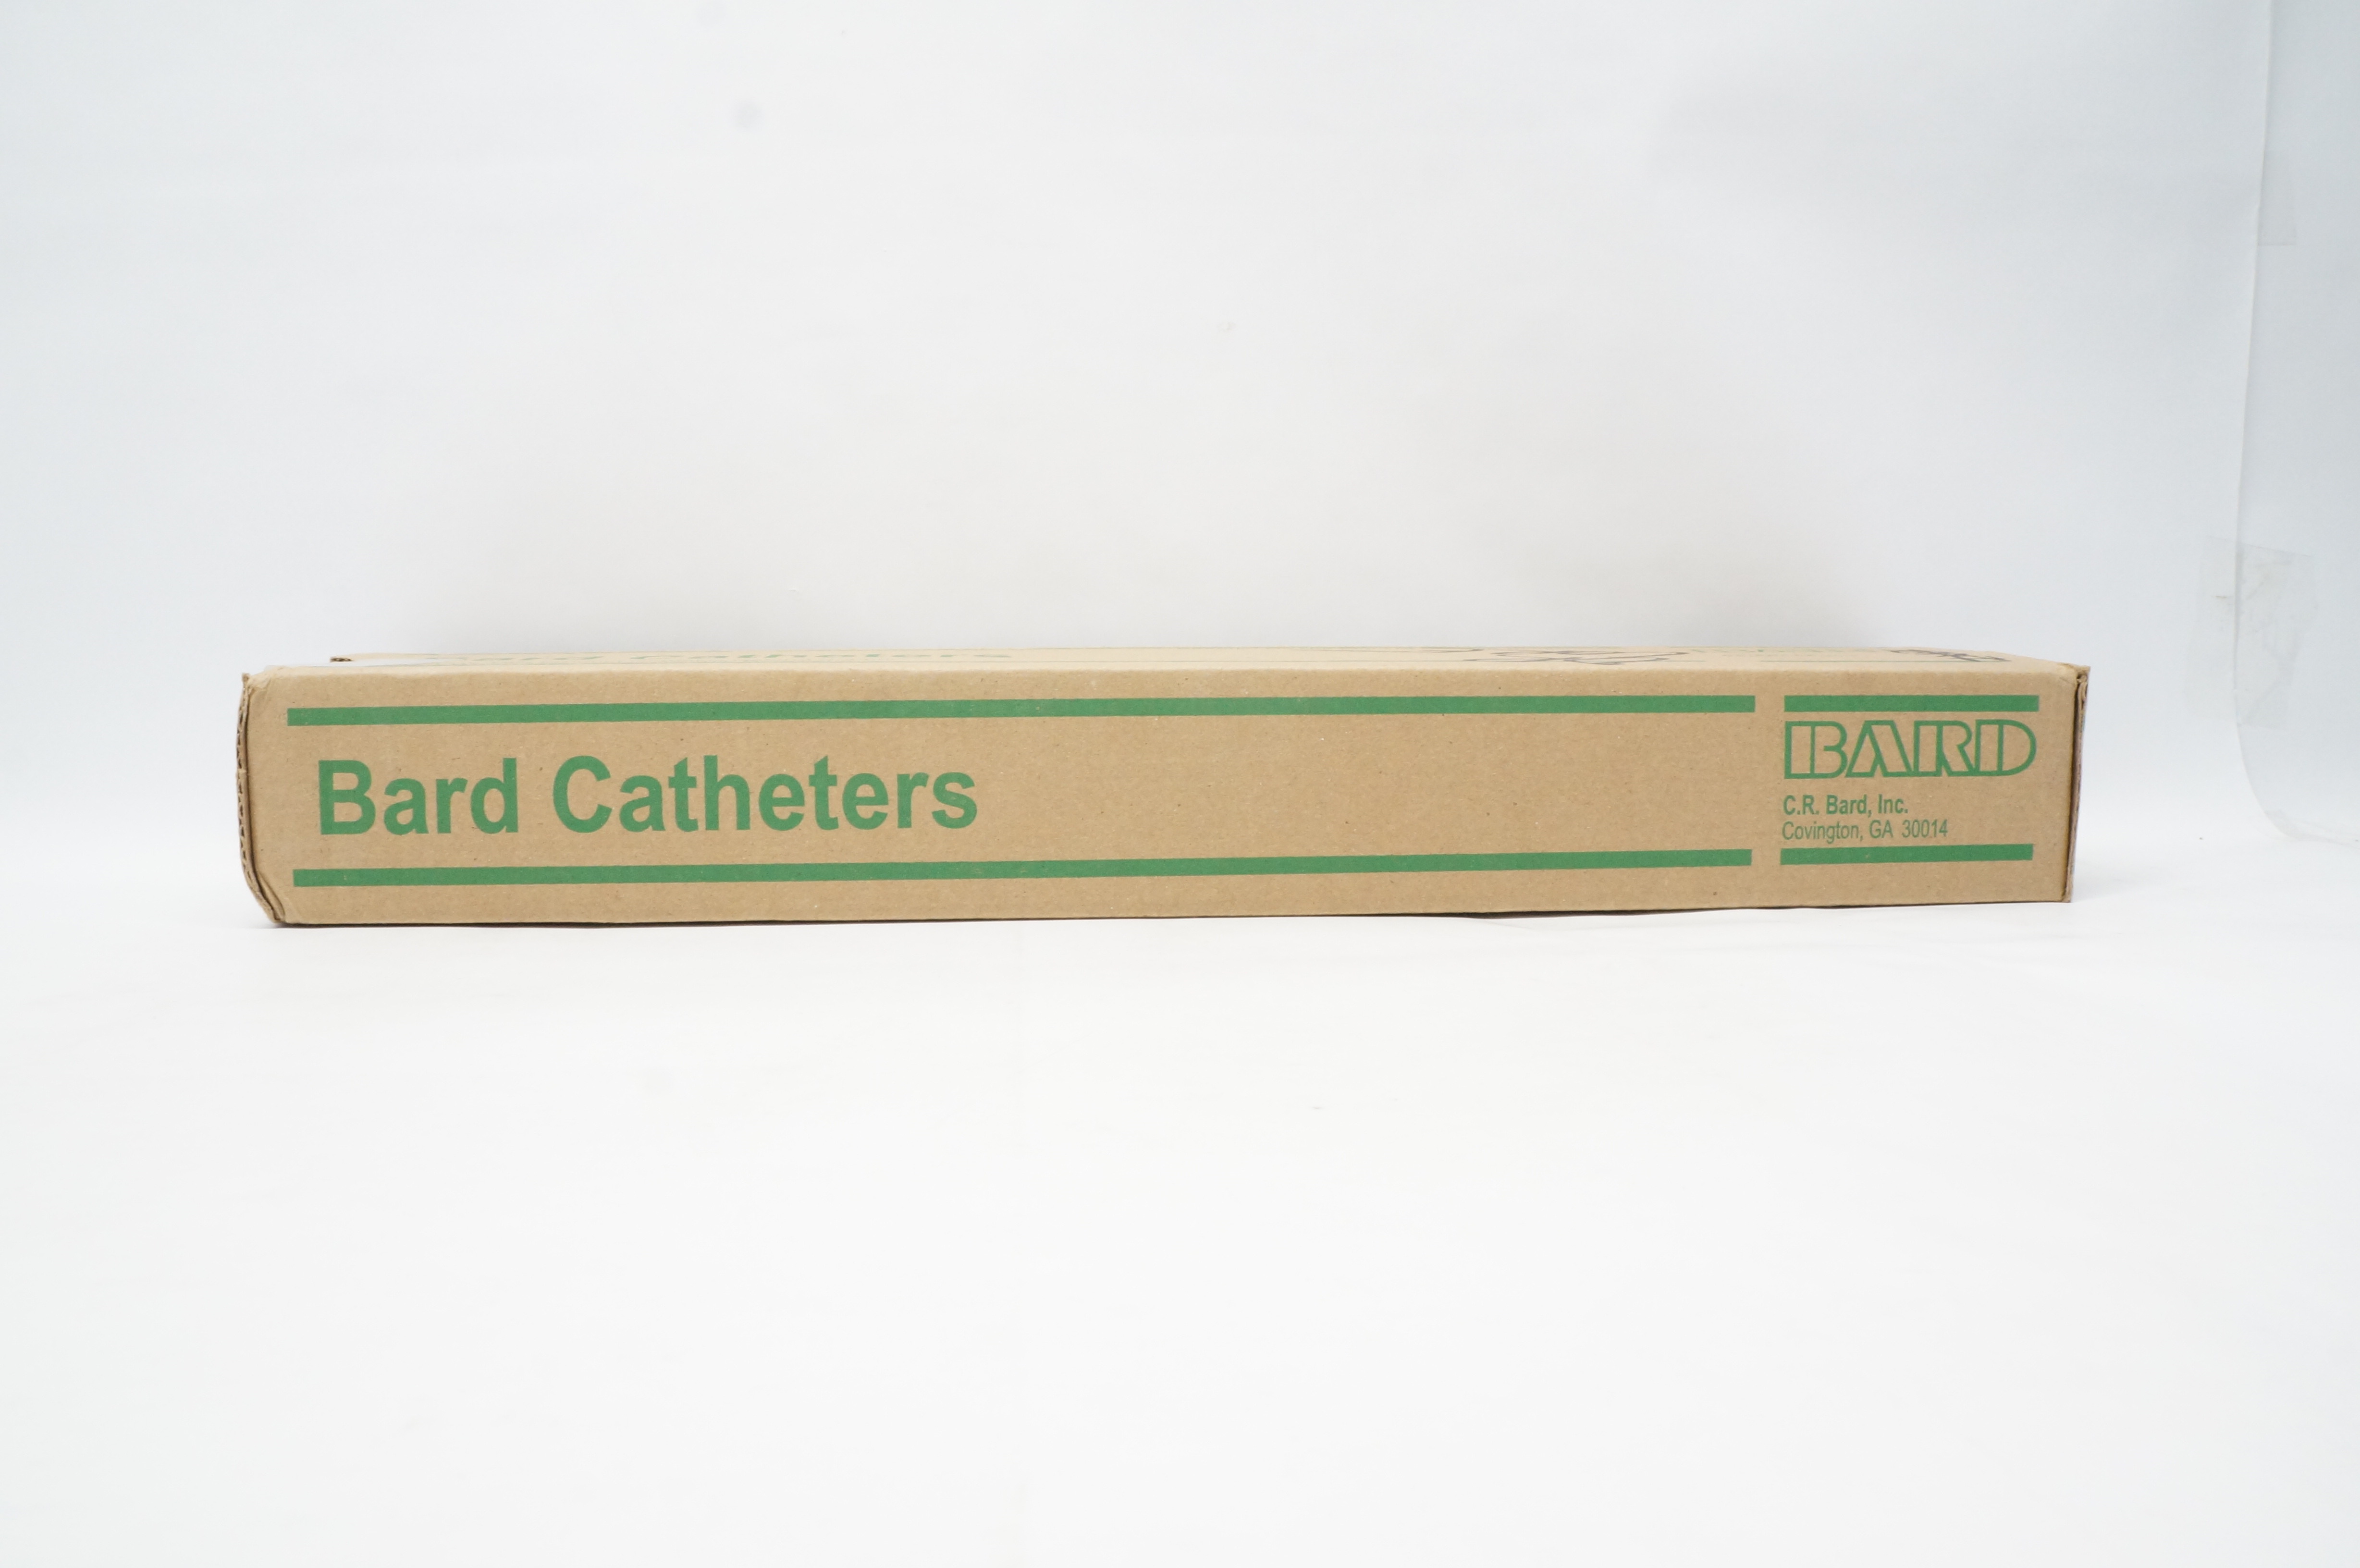 Bard Catheters
BARD
C.R. Bard, Inc.
Covington, GA 30014